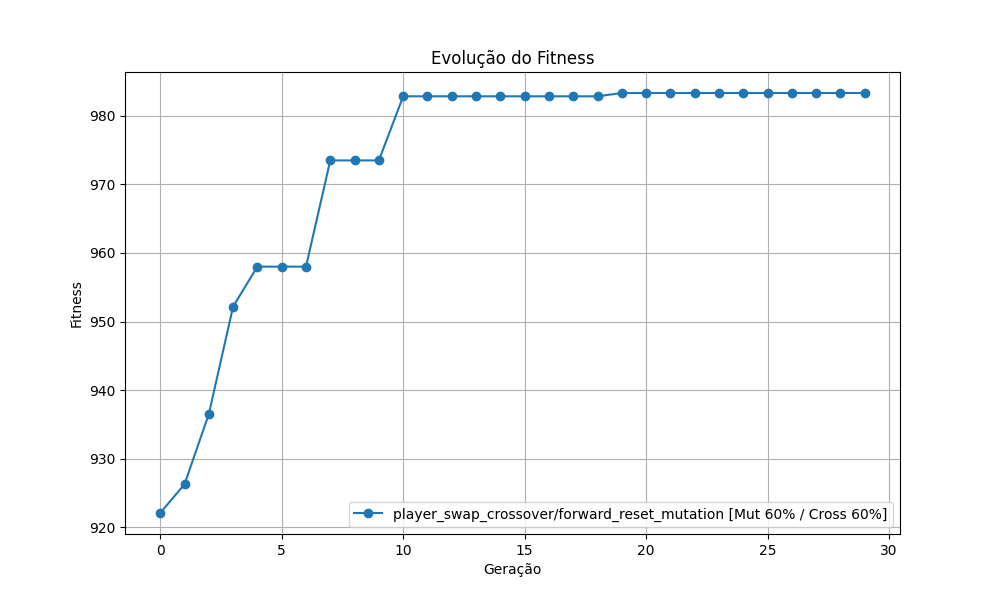 Evolução do Fitness
Fitness
980
970
960
950
940
930
920
player_swap_crossover/forward_reset_mutation [Mut 60% / Cross 60%]
0 5 10 15 20 25 30
Geração